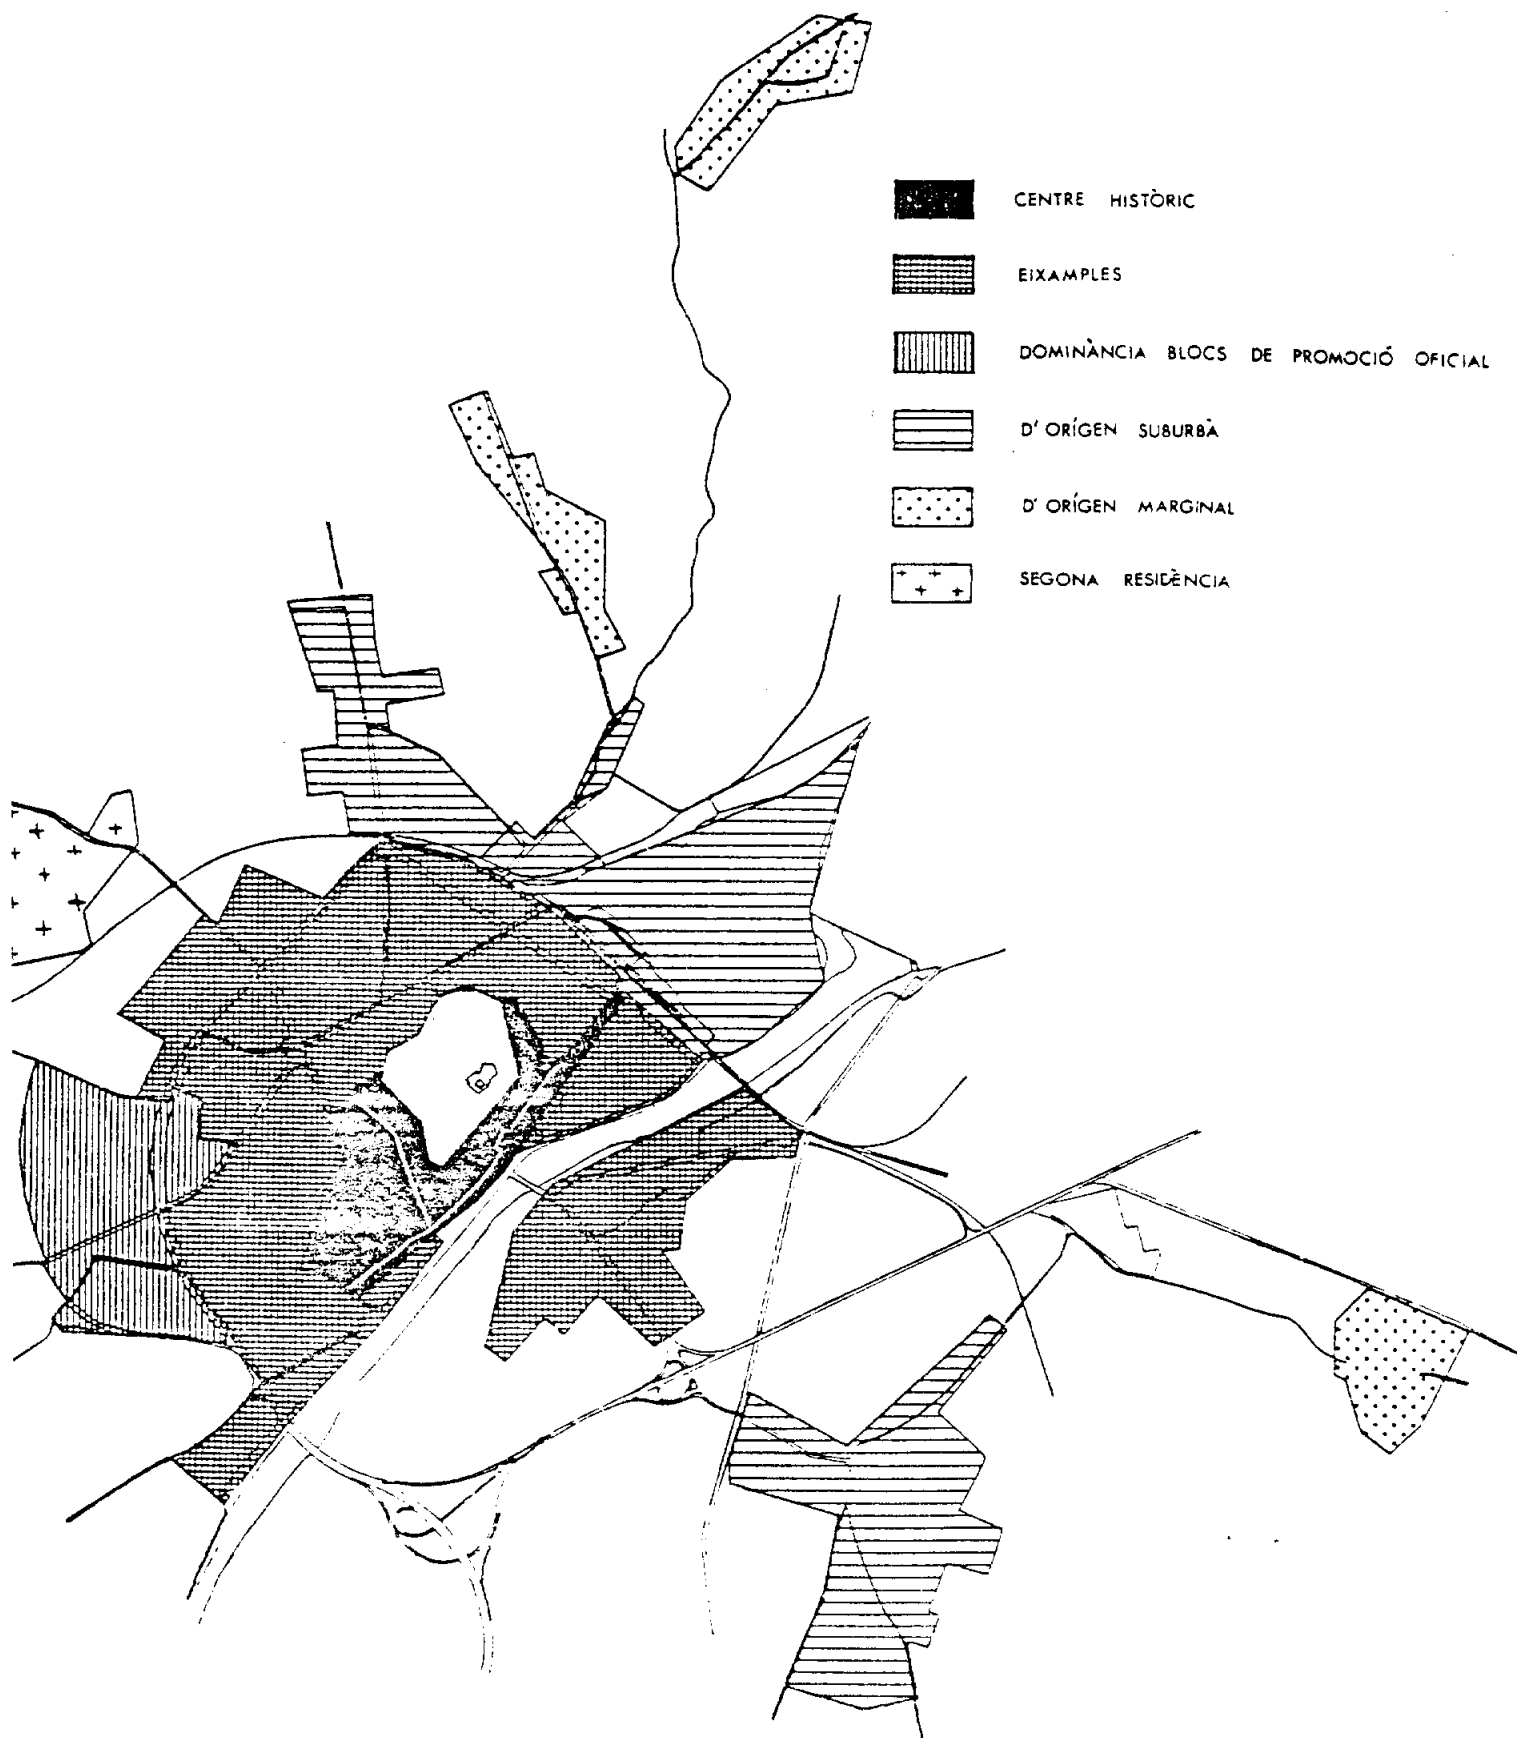 CENTRE HISTÒRIC
EIXAMPLES
DOMINÀNCIA BLOCS DE PROMOCIÓ OFICIAL
D' ORÍGEN SUBURBÀ
D' ORÍGEN MARGINAL
SEGONA RESIDÈNCIA